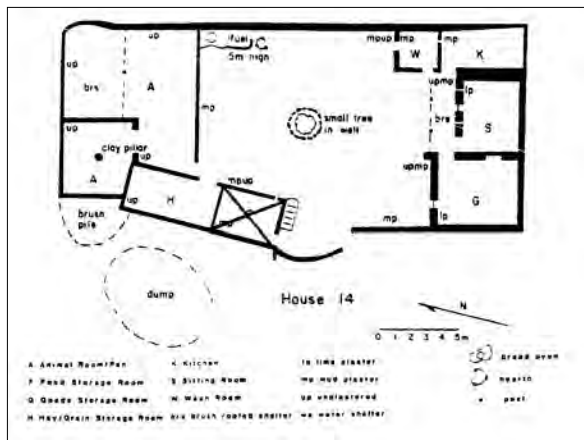 up up fuel mpup mp mp
W K
5m high
up upmp lp
brs A mp brs
up small tree S
in well
clay pillar
up mpup upmp
A H G
mp mp lp
brush
pile
dump
House 14 N
0 1 2 3 4 5m
A Animal Room/Pen K Kitchen lp lime plaster bread oven
F Food Storage Room S Sitting Room mp mud plaster hearth
G Goods Storage Room W Wash Room up unplastered post
H Hay/Grain Storage Room brs brush roofed shelter ws water shelter